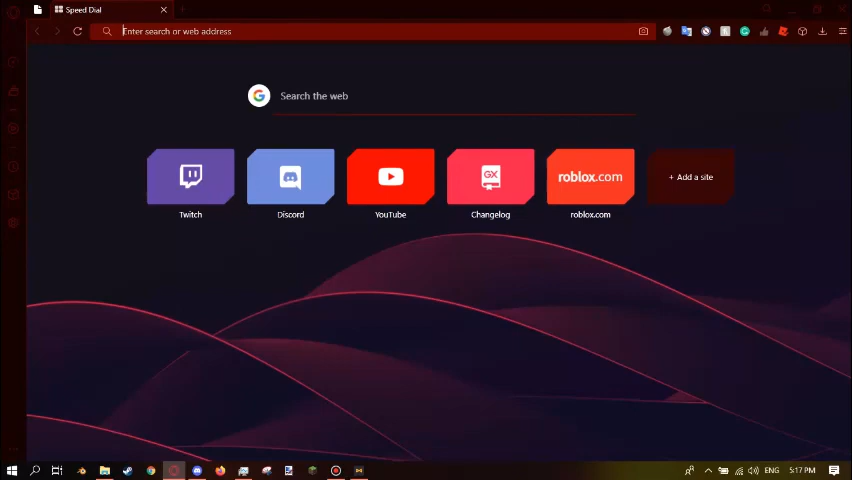 Speed Dial
Enter search or web address
Search the web
GX
roblox.com
+ Add a site
Twitch
Discord
YouTube
Changelog
roblox.com
ENG
5:17 PM